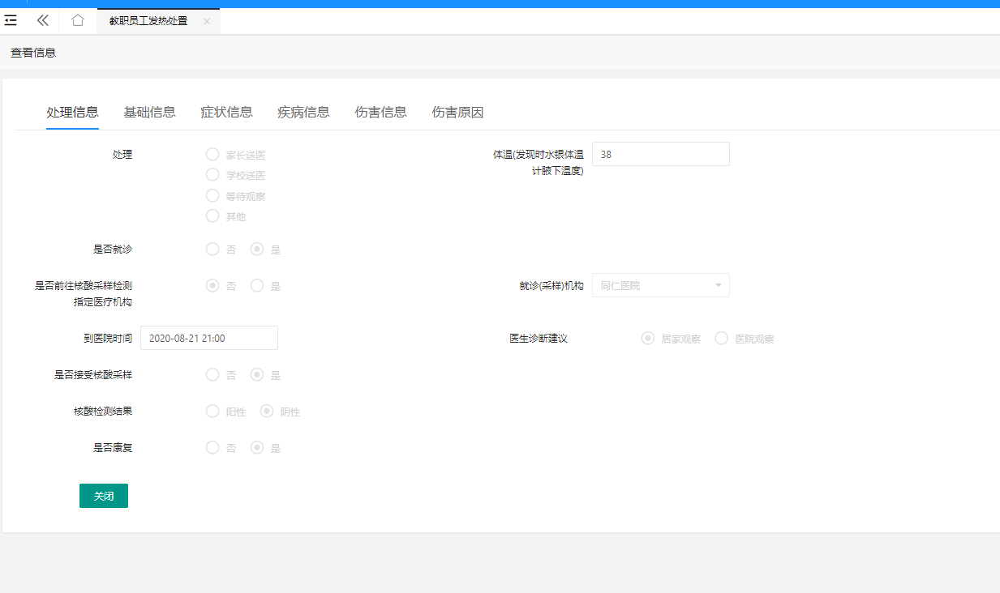 教职员工发热处置
查看信息
处理信息 基础信息 症状信息 疾病信息 伤害信息 伤害原因
处理 家长送医 体温(发现时水银体温 38
学校送医 计腋下温度)
等待观察
其他
是否就诊 否 是
是否前往核酸采样检测 否 是 就诊(采样)机构 同仁医院
指定医疗机构
到医院时间 2020-08-21 21:00 医生诊断建议 居家观察 医院观察
是否接受核酸采样 否 是
核酸检测结果 阳性 阴性
是否康复 否 是
关闭